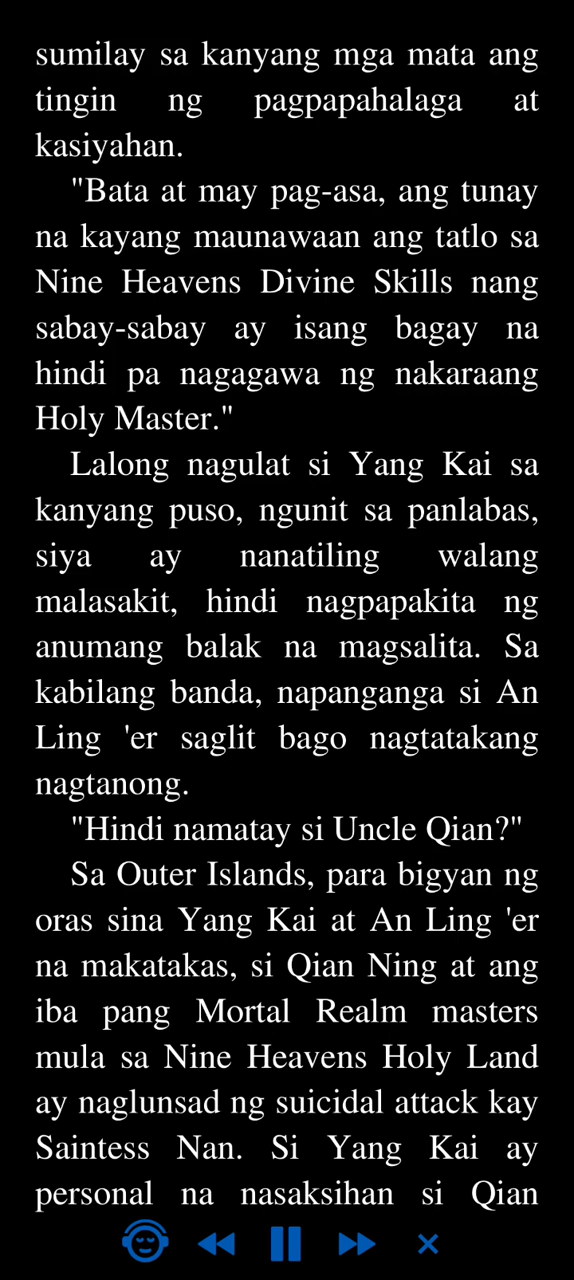 sumilay sa kanyang mga mata ang
tingin ng pagpapahalaga at
kasiyahan.
"Bata at may pag-asa, ang tunay
na kayang maunawaan ang tatlo sa
Nine Heavens Divine Skills nang
sabay-sabay ay isang bagay na
hindi pa nagagawa ng nakaraang
Holy Master."
Lalong nagulat si Yang Kai sa
kanyang puso, ngunit sa panlabas,
siya ay nanatiling walang
malasakit, hindi nagpapakita ng
anumang balak na magsalita. Sa
kabilang banda, napanganga si An
Ling 'er saglit bago nagtatakang
nagtanong.
"Hindi namatay si Uncle Qian?"
Sa Outer Islands, para bigyan ng
oras sina Yang Kai at An Ling 'er
na makatakas, si Qian Ning at ang
iba pang Mortal Realm masters
mula sa Nine Heavens Holy Land
ay naglunsad ng suicidal attack kay
Saintess Nan. Si Yang Kai ay
personal na nasaksihan si Qian